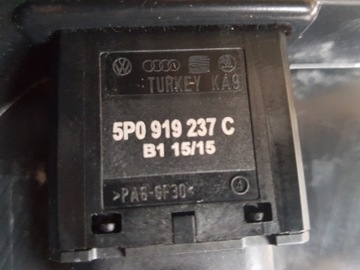 TURKEY KA9
5P0 919 237 C
B1 15/15
>PA6-GF30<